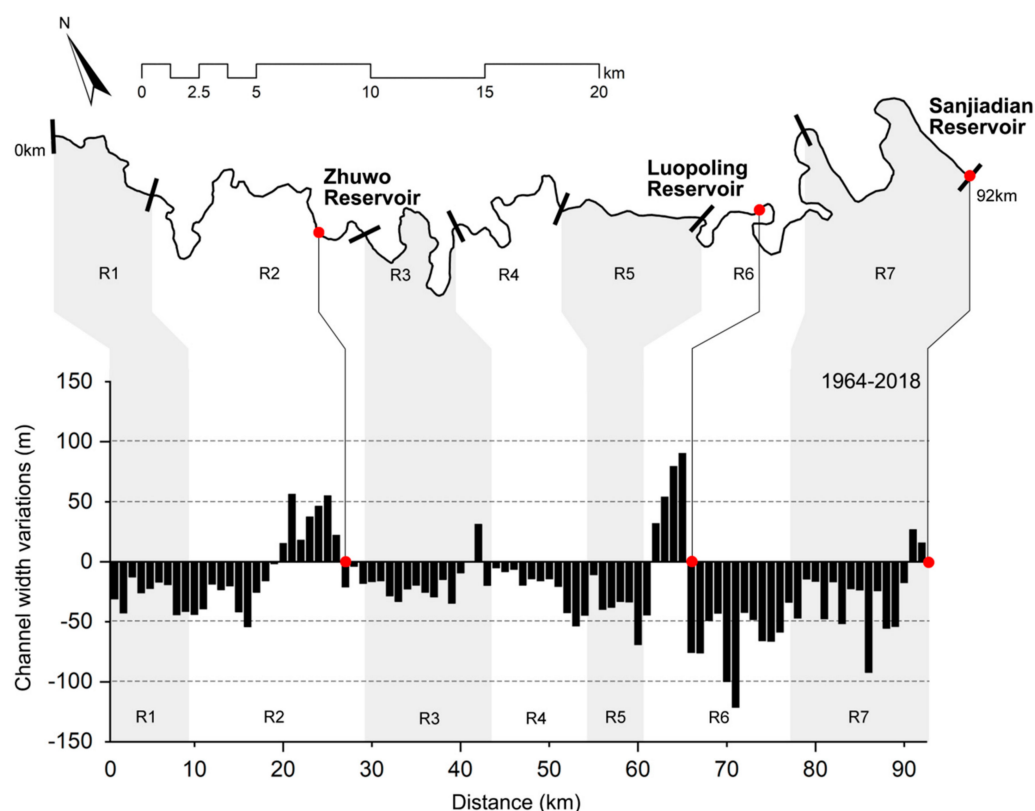 N
km
0 2.5 5 10 15 20
Sanjiadian
Reservoir
0km
Zhuwo
Reservoir
Luopoling
Reservoir
92km
R1 R2 R3 R4 R5 R6 R7
1964-2018
Channel width variations (m)
150
100
50
0
-50
-100
-150
R1 R2 R3 R4 R5 R6 R7
0 10 20 30 40 50 60 70 80 90
Distance (km)